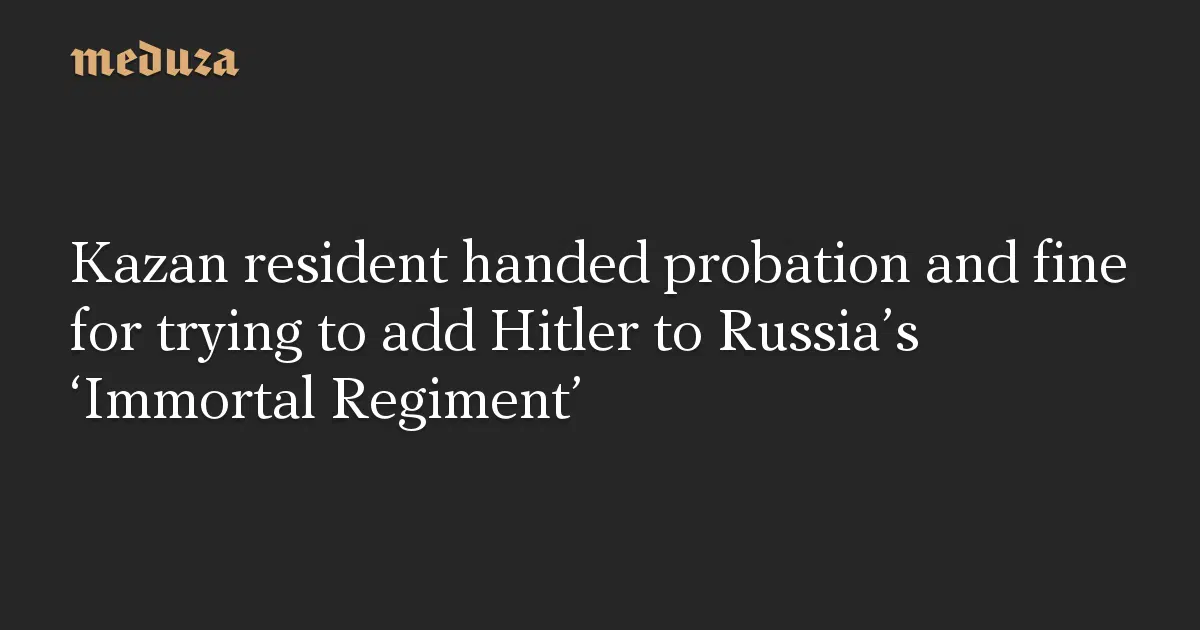 meduza
Kazan resident handed probation and fine
for trying to add Hitler to Russia’s
‘Immortal Regiment’